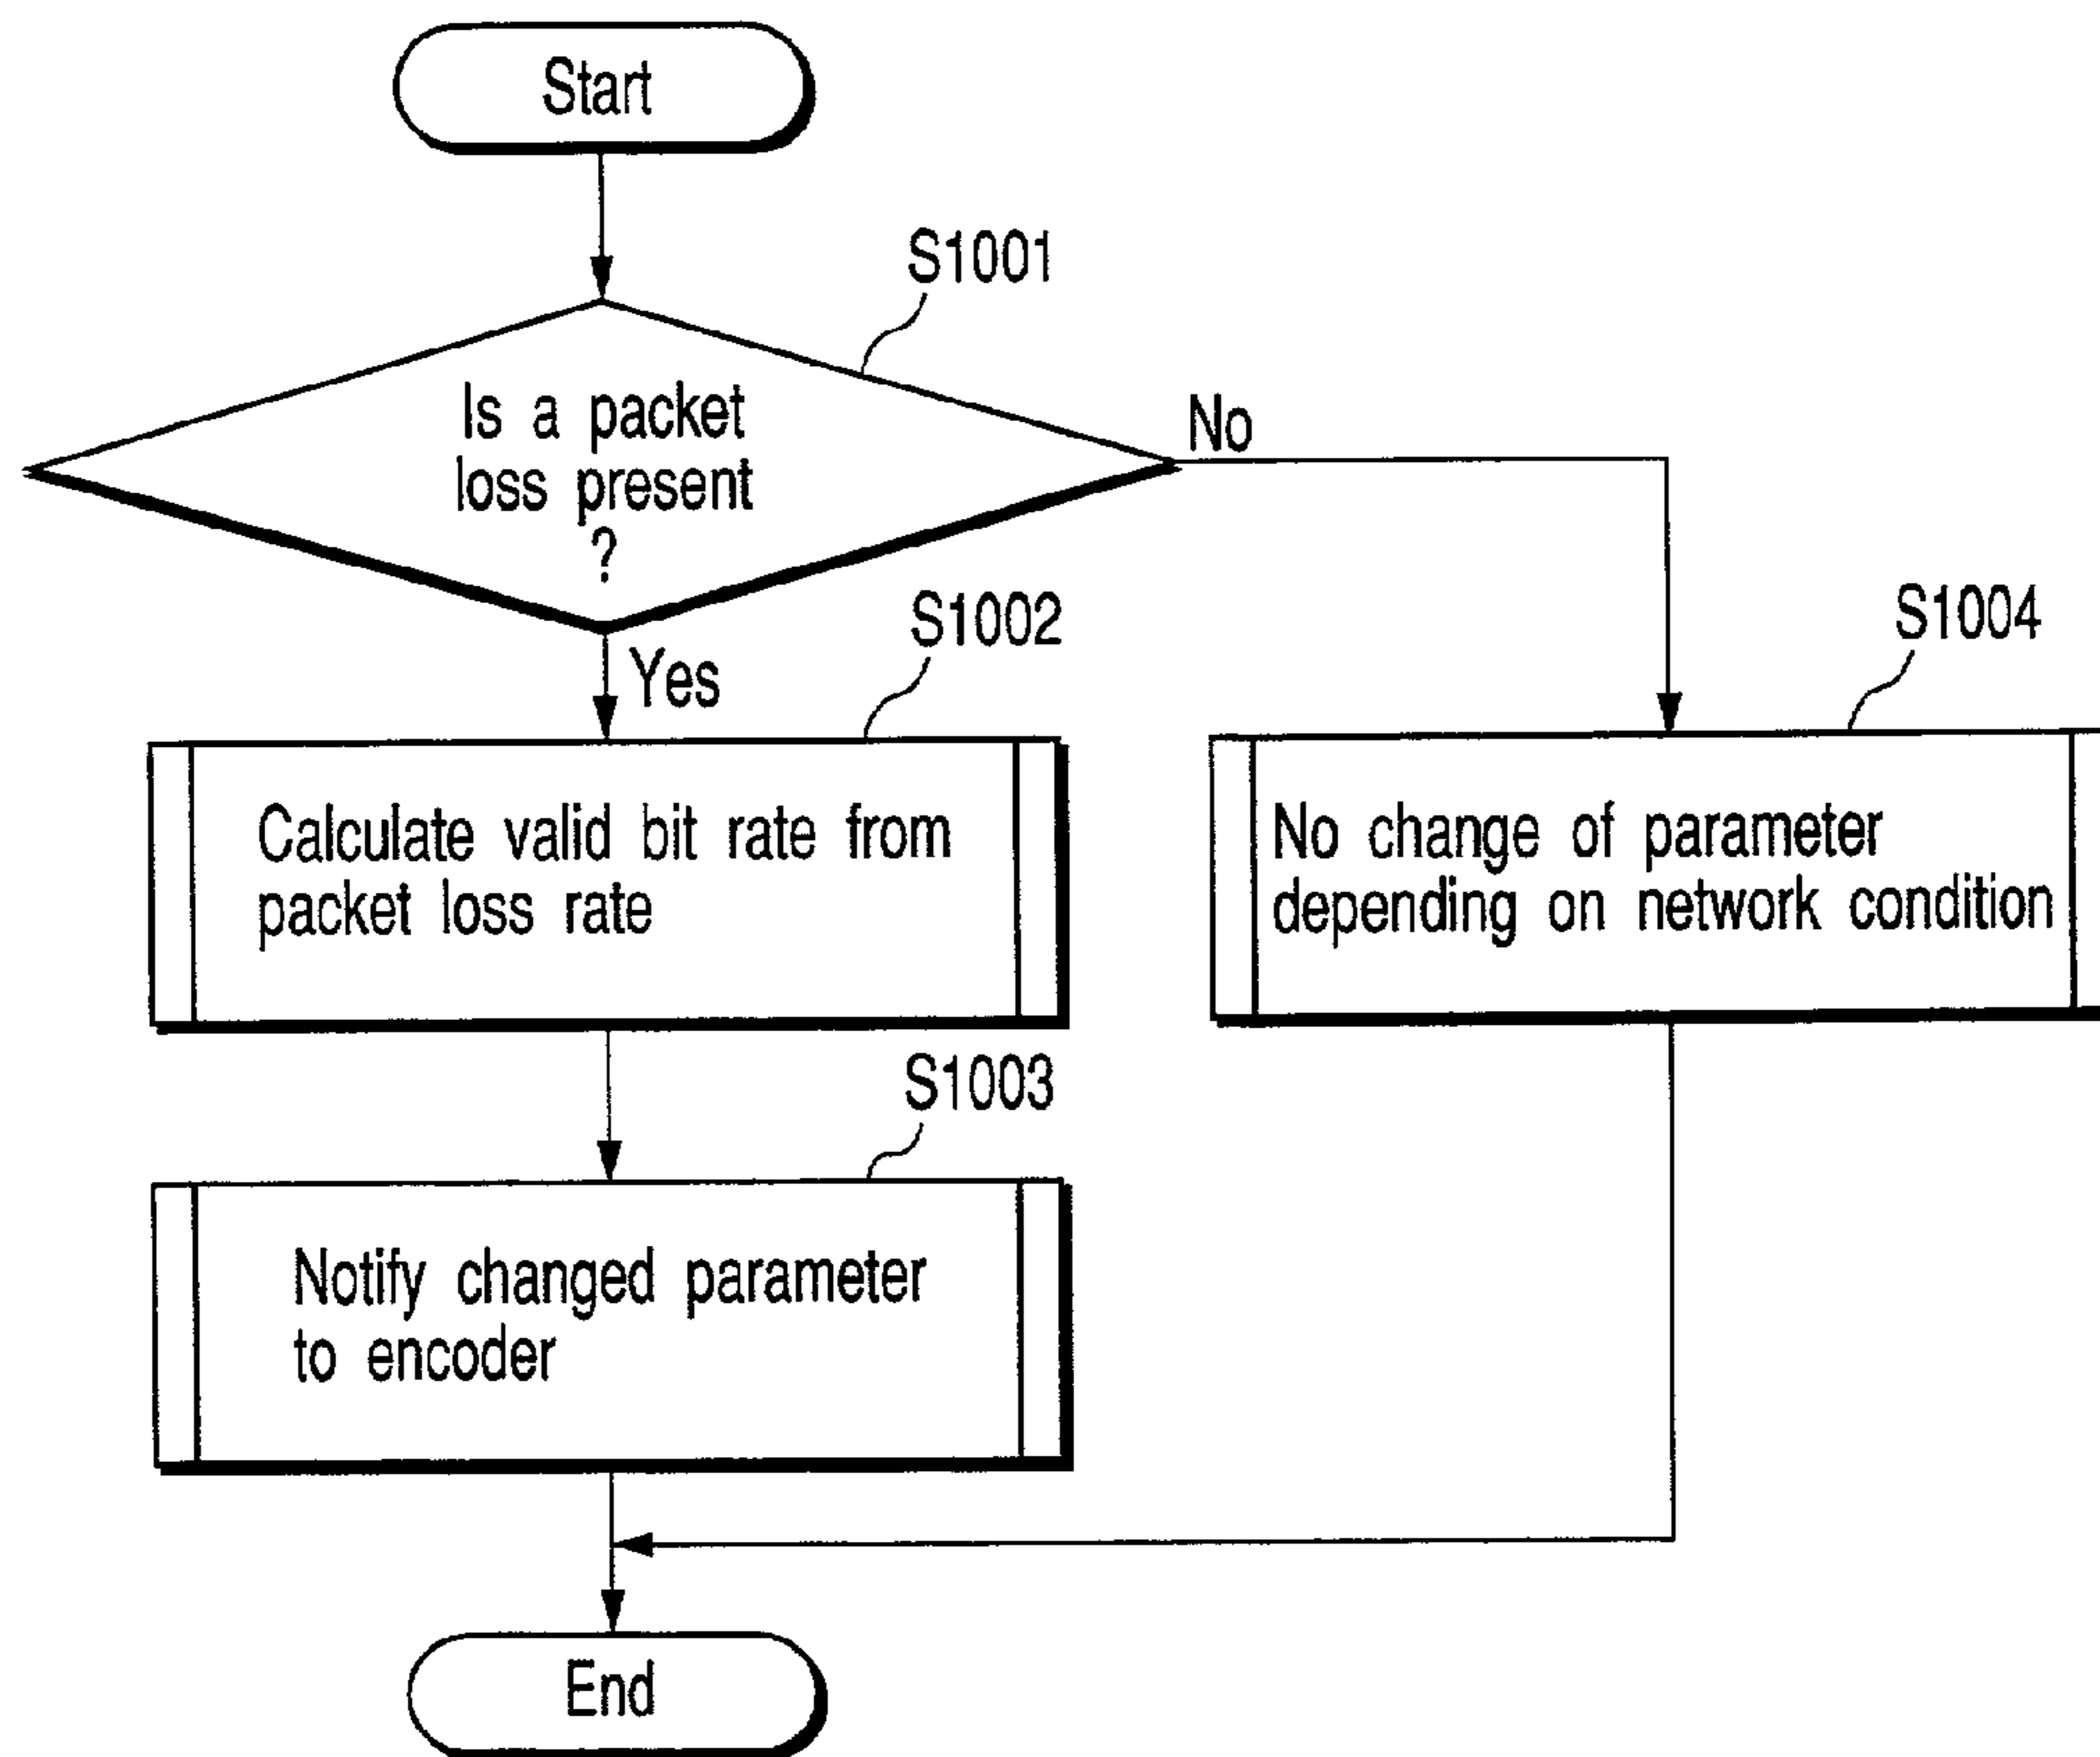 Start
S1001
Is a packet
loss present
?
No
Yes
S1002
S1004
Calculate valid bit rate from
packet loss rate
No change of parameter
depending on network condition
S1003
Notify changed parameter
to encoder
End